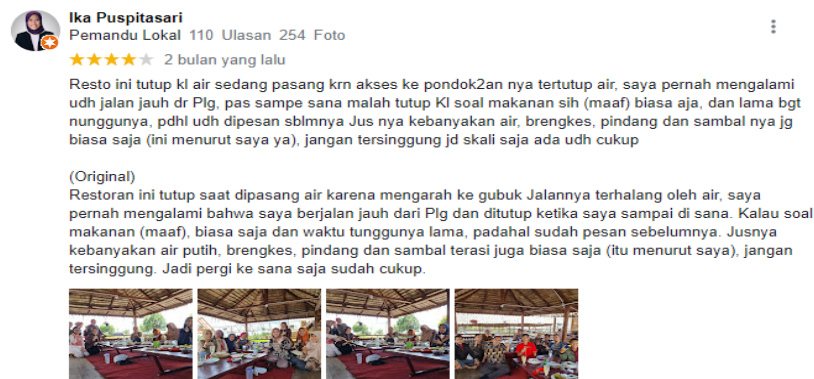 Ika Puspitasari
Pemandu Lokal 110 Ulasan 254 Foto
2 bulan yang lalu
Resto ini tutup kl air sedang pasang krn akses ke pondok2an nya tertutup air, saya pernah mengalami
udh jalan jauh dr Plg, pas sampe sana malah tutup Kl soal makanan sih (maaf) biasa aja, dan lama bgt
nunggunya, pdhl udh dipesan sblmnya Jus nya kebanyakan air, brengkes, pindang dan sambal nya jg
biasa saja (ini menurut saya ya), jangan tersinggung jd skali saja ada udh cukup
(Original)
Restoran ini tutup saat dipasang air karena mengarah ke gubuk Jalannya terhalang oleh air, saya
pernah mengalami bahwa saya berjalan jauh dari Plg dan ditutup ketika saya sampai di sana. Kalau soal
makanan (maaf), biasa saja dan waktu tunggunya lama, padahal sudah pesan sebelumnya. Jusnya
kebanyakan air putih, brengkes, pindang dan sambal terasi juga biasa saja (itu menurut saya), jangan
tersinggung. Jadi pergi ke sana saja sudah cukup.